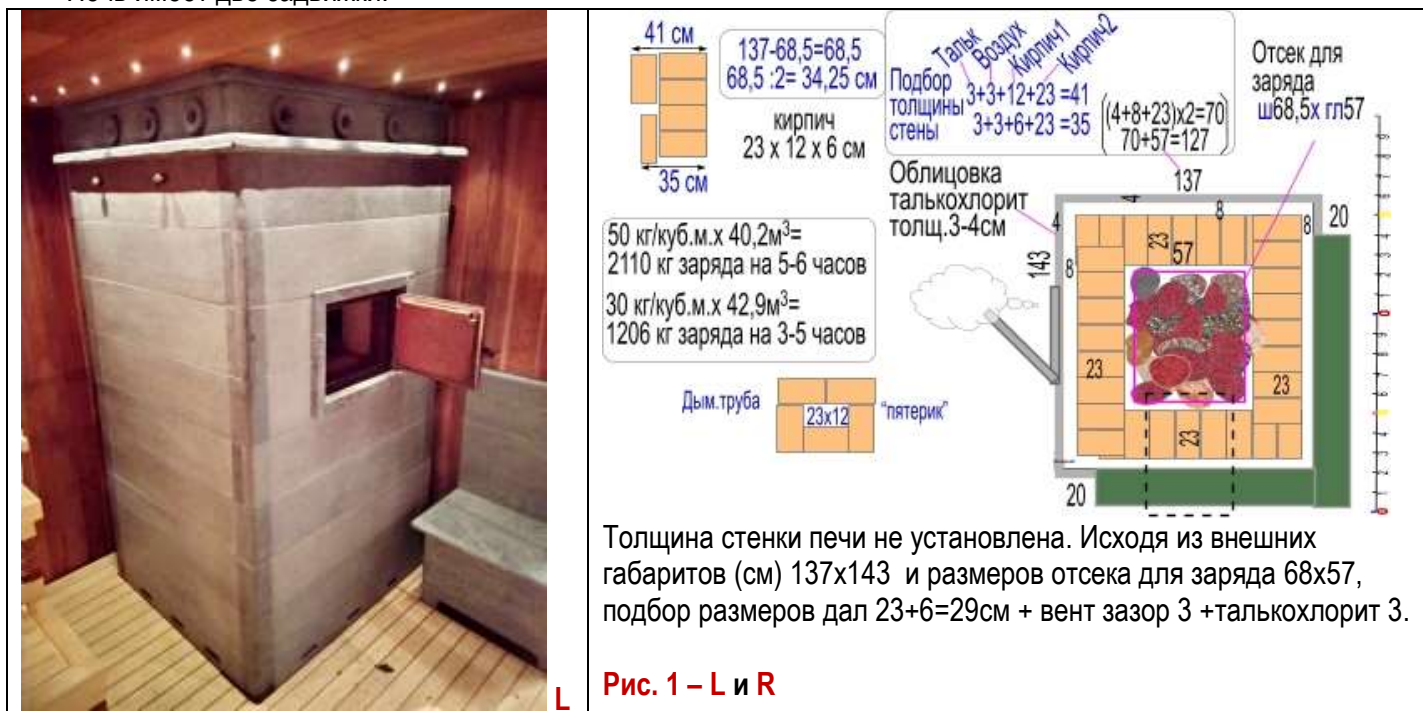 41 см
35 см
137-68,5=68,5
68,5 :2= 34,25 см
кирпич
23 х 12 х 6 см
Тальк
Воздух
Кирпич1
Кирпич2
Подбор
толщины
стены
3+3+12+23 =41
3+3+6+23 =35
(4+8+23)х2=70
70+57=127
Отсек для
заряда
ш68,5х гл57
Облицовка
талькохлорит
толщ.3-4см
50 кг/куб.м.х 40,2м³=
2110 кг заряда на 5-6 часов
30 кг/куб.м.х 42,9м³=
1206 кг заряда на 3-5 часов
Дым.труба
23х12
“пятерик”
137
4
4
8
8
8
20
143
23
57
23
23
23
20
Толщина стенки печи не установлена. Исходя из внешних
габаритов (см) 137х143 и размеров отсека для заряда 68х57,
подбор размеров дал 23+6=29см + вент зазор 3 +талькохлорит 3.
L
Рис. 1 – L и R